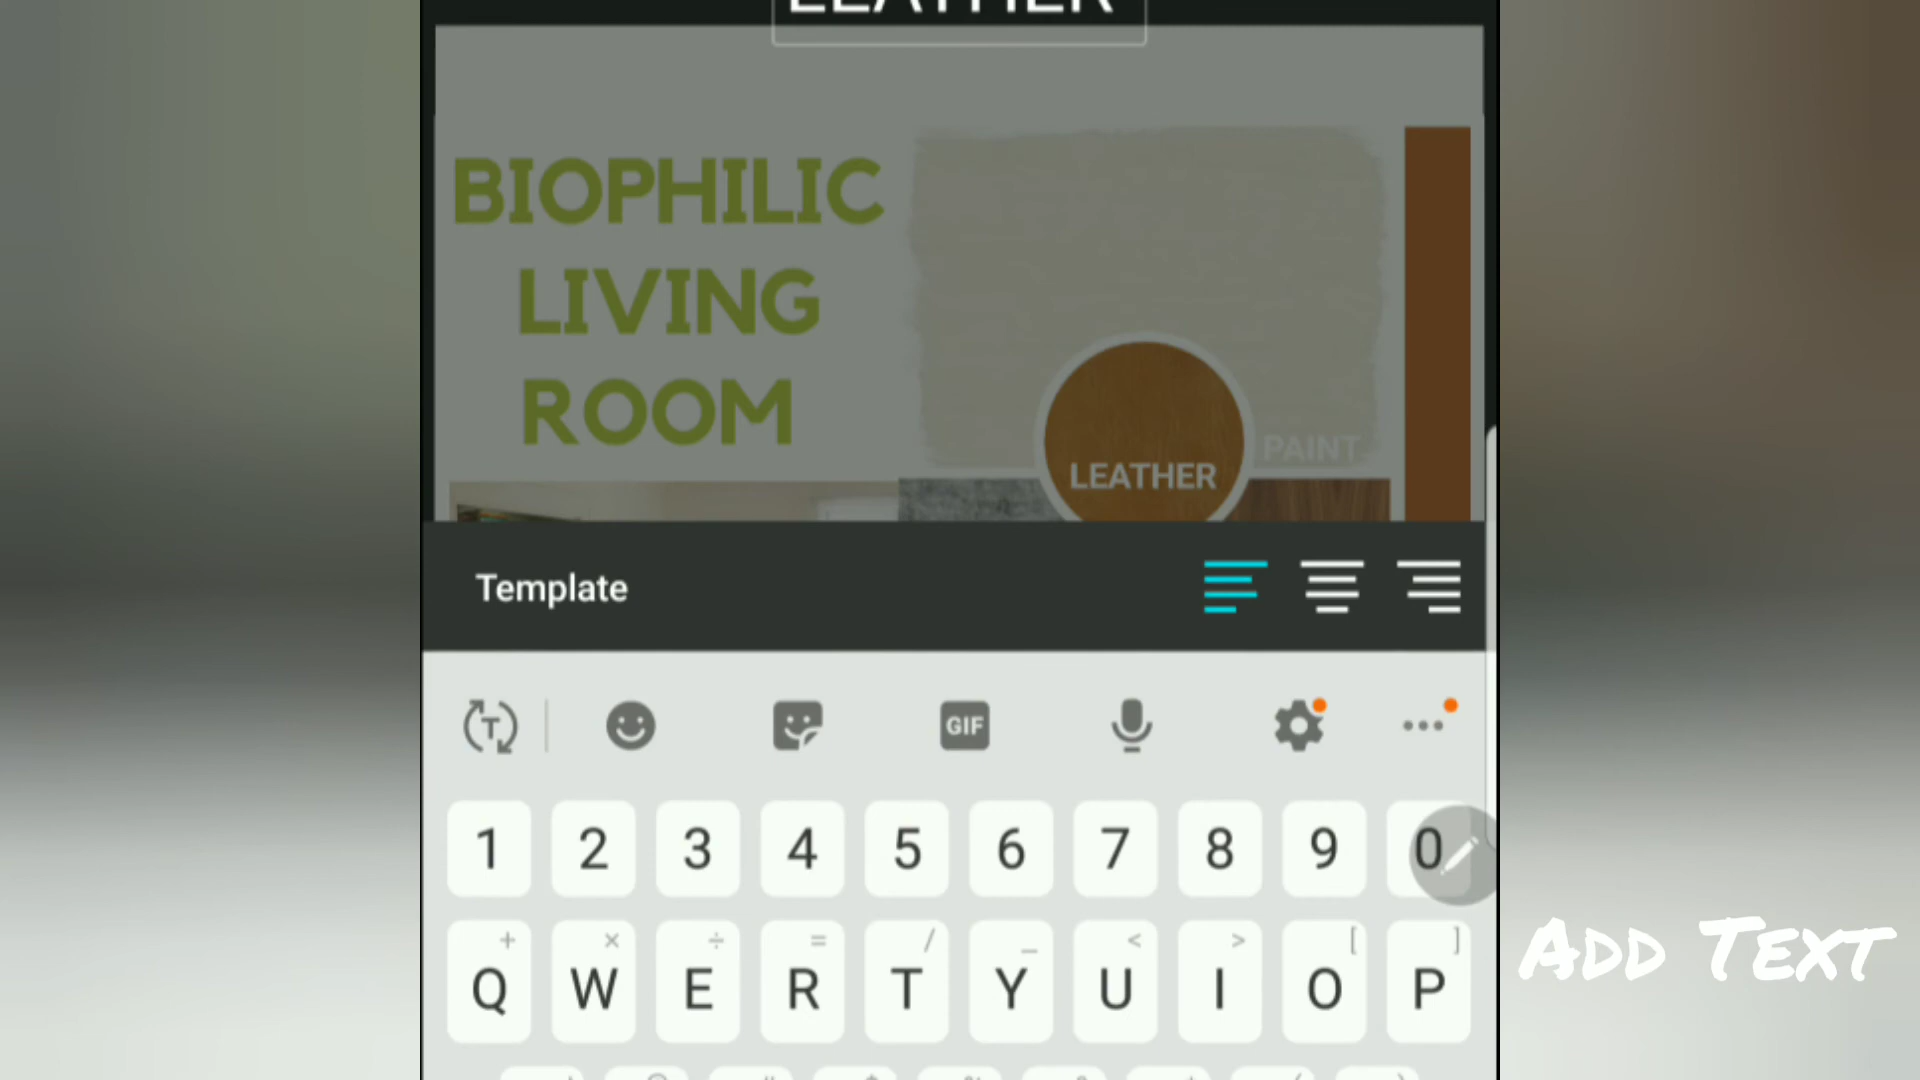 LEATHER
BIOPHILIC
LIVING
ROOM
PAINT
LEATHER
Template
T
GIF
1 2 3 4 5 6 7 8 9 0
+ × ÷ = / _ < > [ ]
Q W E R T Y U I O P
ADD TEXT